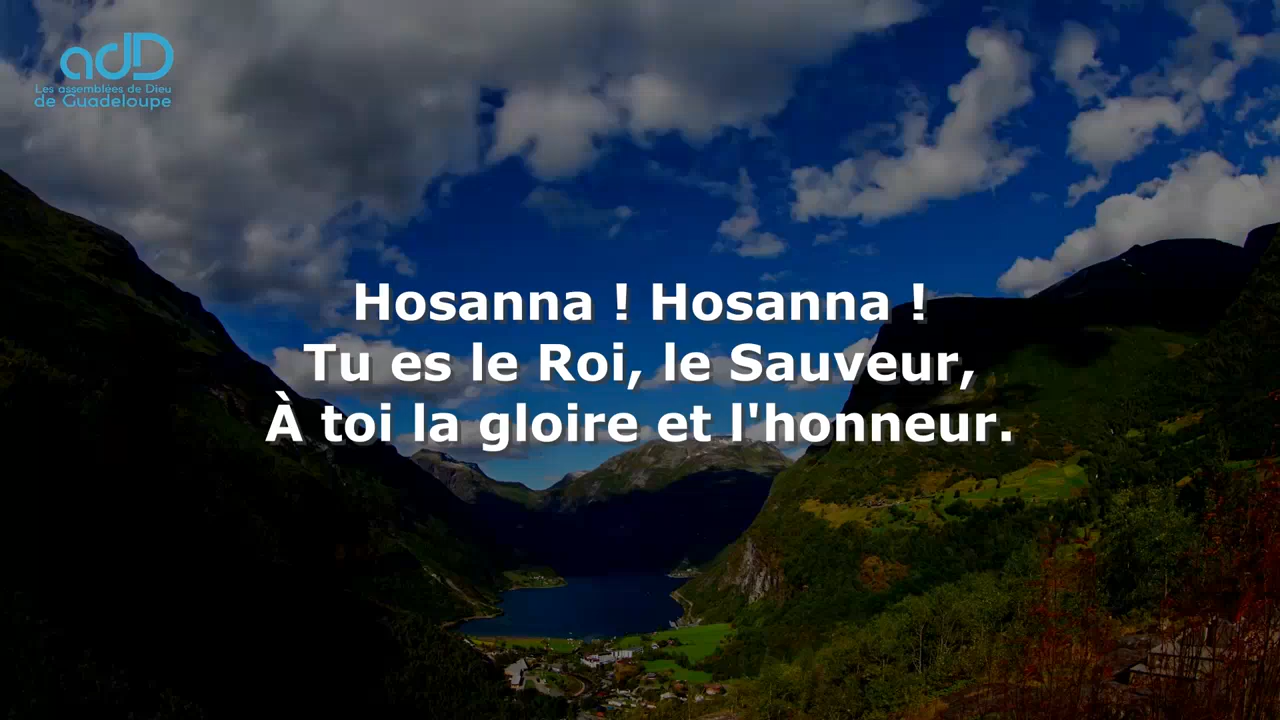 adD
Les assemblées de Dieu
de Guadeloupe
Hosanna ! Hosanna !
Tu es le Roi, le Sauveur,
À toi la gloire et l'honneur.